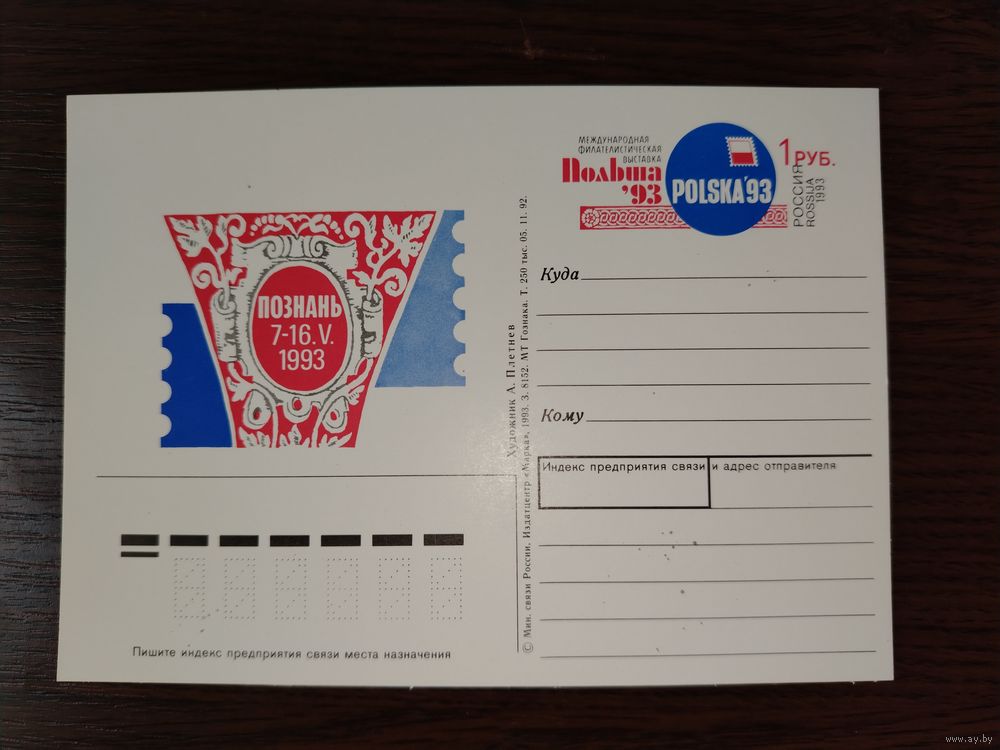 МЕЖДУНАРОДНАЯ
ФИЛАТЕЛИСТИЧЕСКАЯ
ВЫСТАВКА
Польша
'93
POLSKA'93
1 РУБ.
РОССИЯ
ROSSIJA
1993
ПОЗНАНЬ
7-16.V.
1993
Художник А. Плетнев
© Мин. связи России. Издатцентр «Марка», 1993. З. 8152. МТ Гознака. Т. 250 тыс. 05. 11. 92.
Куда
Кому
Индекс предприятия связи и адрес отправителя
Пишите индекс предприятия связи места назначения
www.ay.by